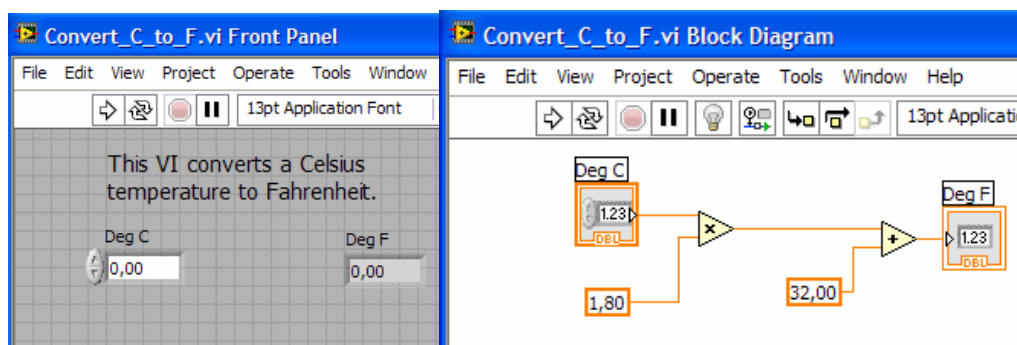 Convert_C_to_F.vi Front Panel
File Edit View Project Operate Tools Window
13pt Application Font
This VI converts a Celsius
temperature to Fahrenheit.
Deg C
Deg F
0,00
0,00
Convert_C_to_F.vi Block Diagram
File Edit View Project Operate Tools Window Help
13pt Applicati
Deg C
1.23
DBL
×
1,80
32,00
+
Deg F
1.23
DBL